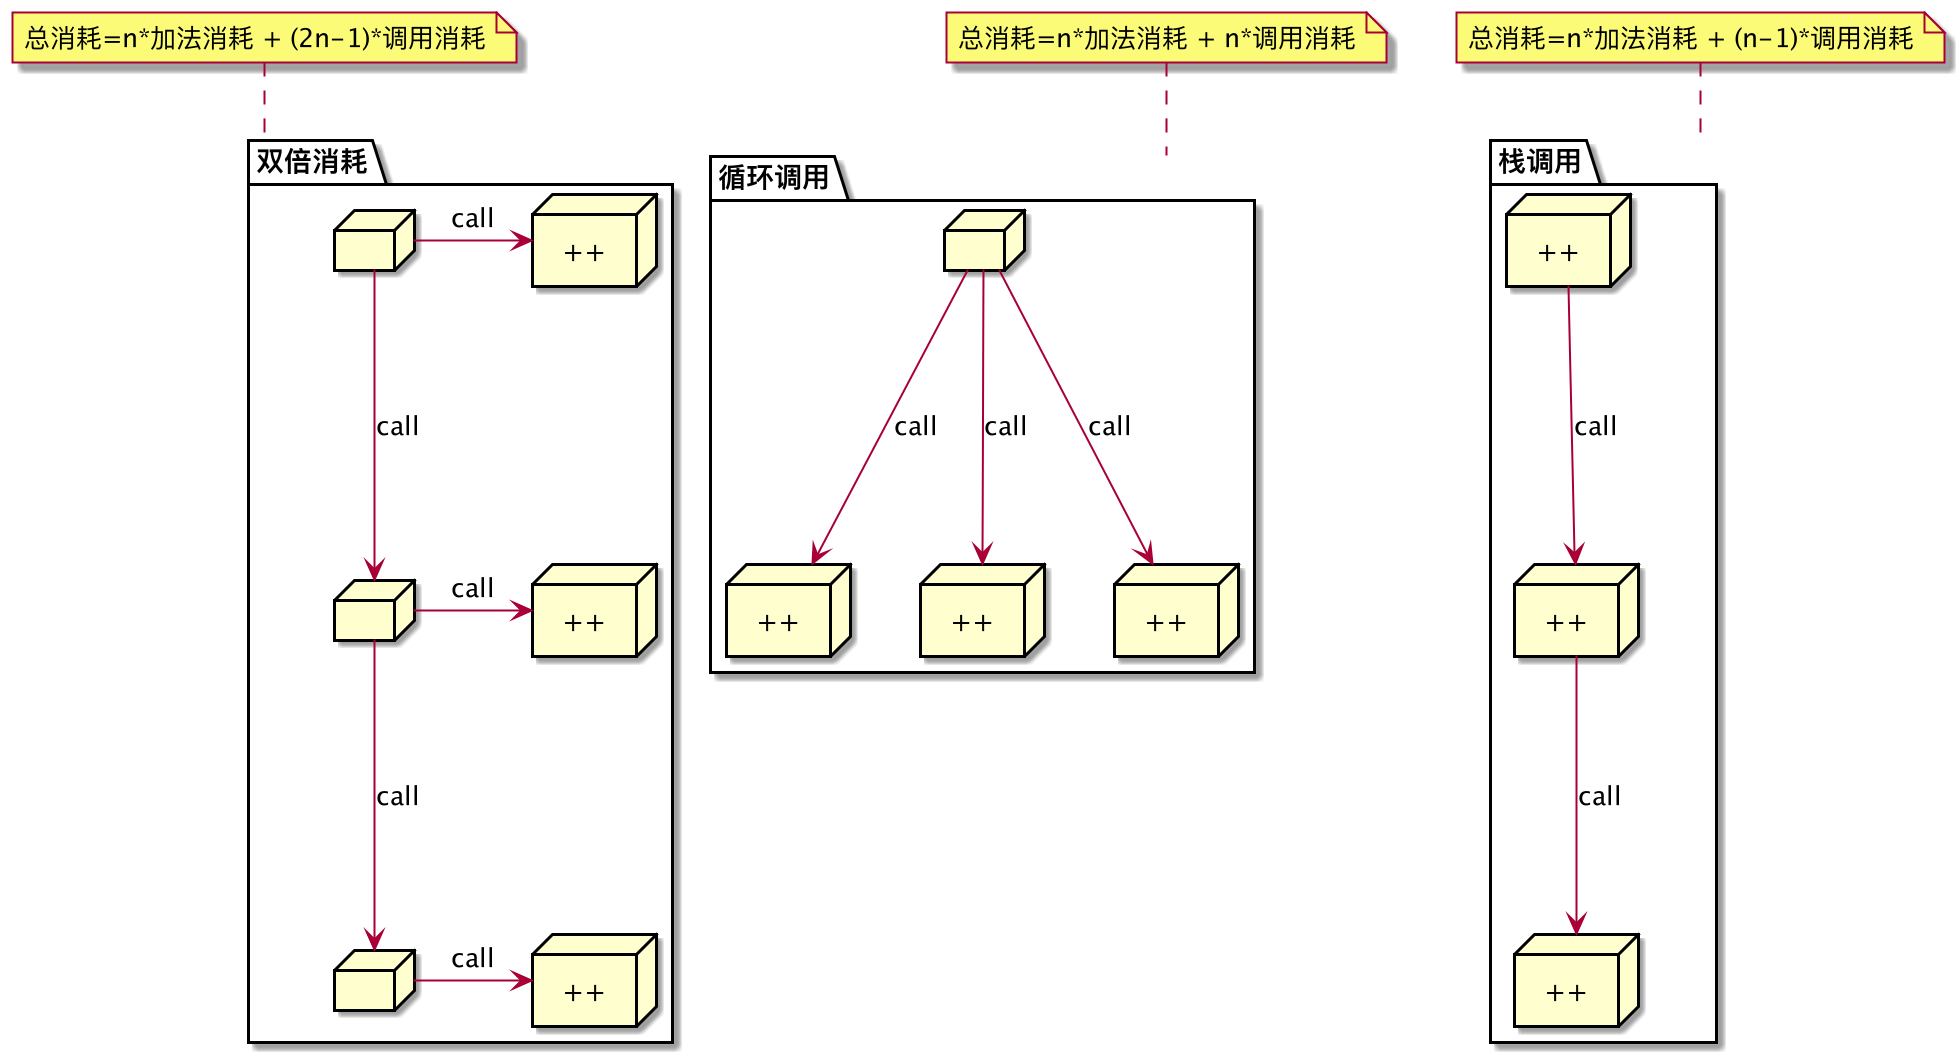 总消耗=n*加法消耗 + (2n-1)*调用消耗
总消耗=n*加法消耗 + n*调用消耗
总消耗=n*加法消耗 + (n-1)*调用消耗
双倍消耗
call
++
call
call
++
call
call
++
循环调用
call
call
call
++
++
++
栈调用
++
call
++
call
++